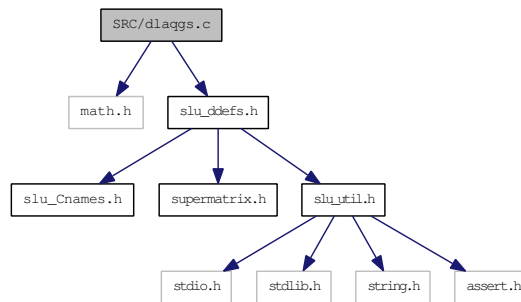 SRC/dlaqgs.c
math.h
slu_ddefs.h
slu_Cnames.h
supermatrix.h
slu_util.h
stdio.h
stdlib.h
string.h
assert.h